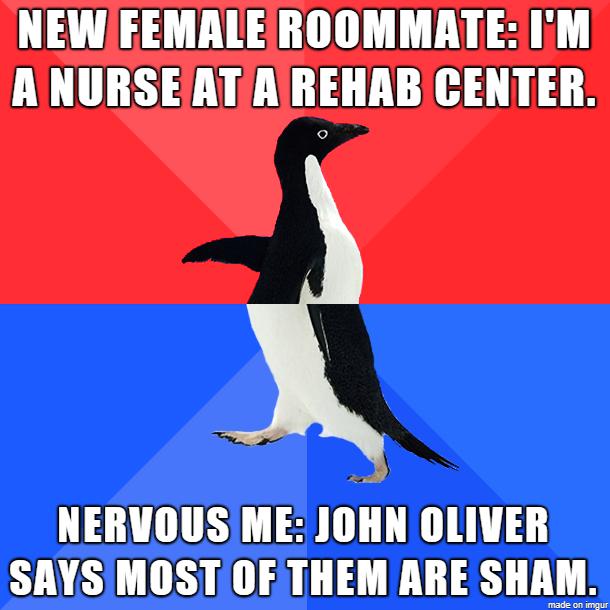 NEW FEMALE ROOMMATE: I'M
A NURSE AT A REHAB CENTER.
NERVOUS ME: JOHN OLIVER
SAYS MOST OF THEM ARE SHAM.
made on imgur